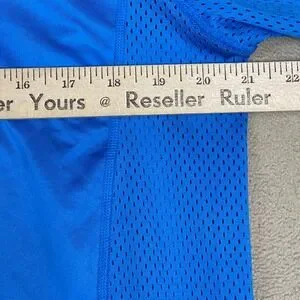 16 17 18 19 20 21 22
er Yours @ Reseller Ruler